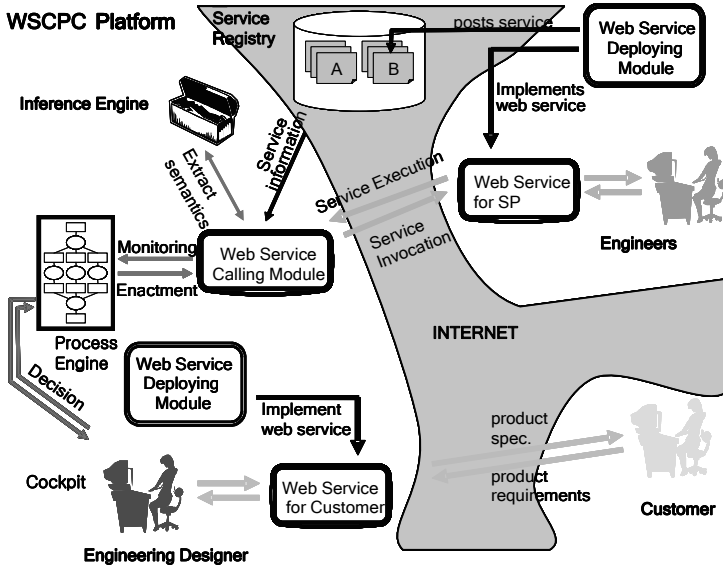 WSCPC Platform
Service
Registry
posts service
Web Service
Deploying
Module
A
B
Implements
web service
Inference Engine
Service
information
Extract
semantics
Service Execution
Web Service
for SP
Engineers
Service
Invocation
Monitoring
Enactment
Web Service
Calling Module
Process
Engine
INTERNET
Decision
Web Service
Deploying
Module
Implement
web service
product
spec.
product
requirements
Cockpit
Web Service
for Customer
Customer
Engineering Designer